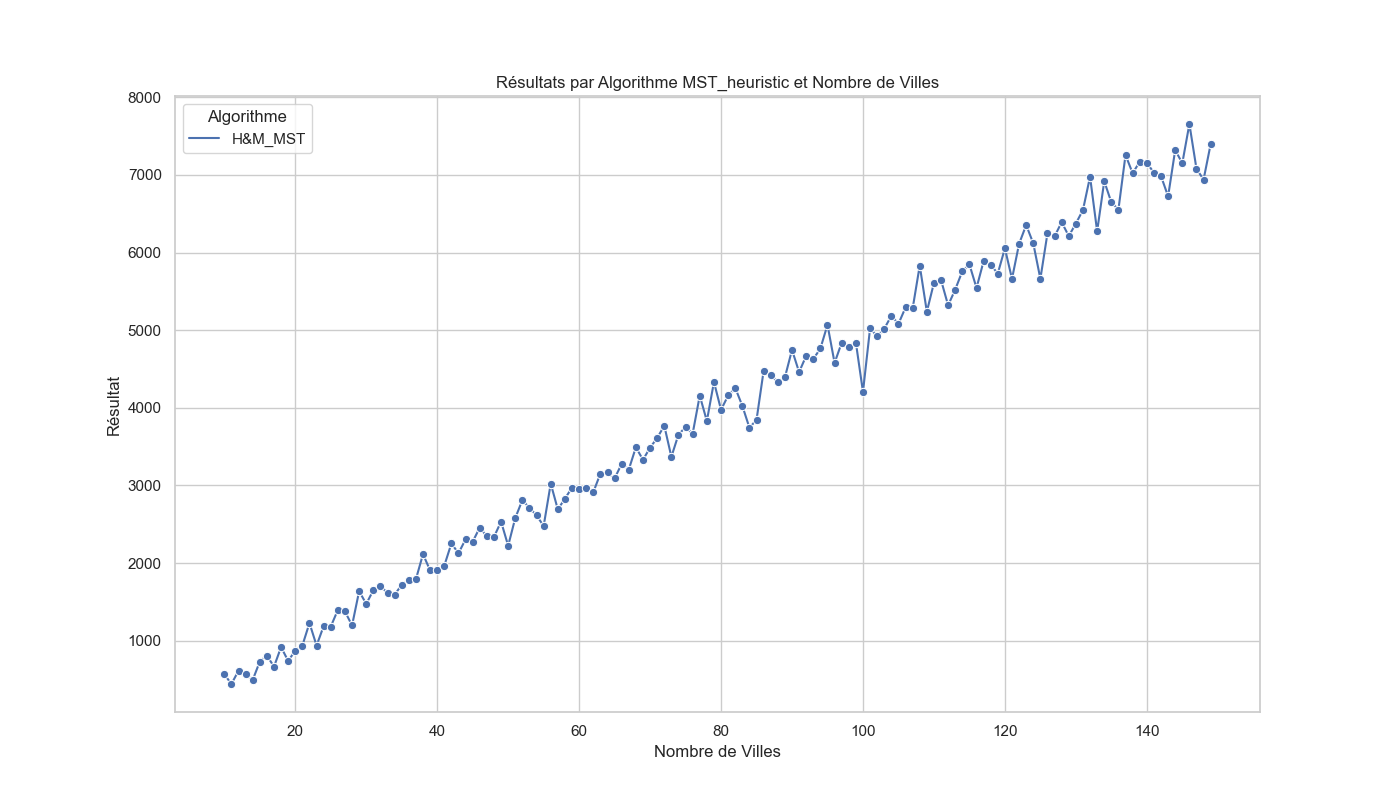 Résultats par Algorithme MST_heuristic et Nombre de Villes
Algorithme
H&M_MST
8000
7000
6000
5000
4000
3000
2000
1000
Résultat
20 40 60 80 100 120 140
Nombre de Villes